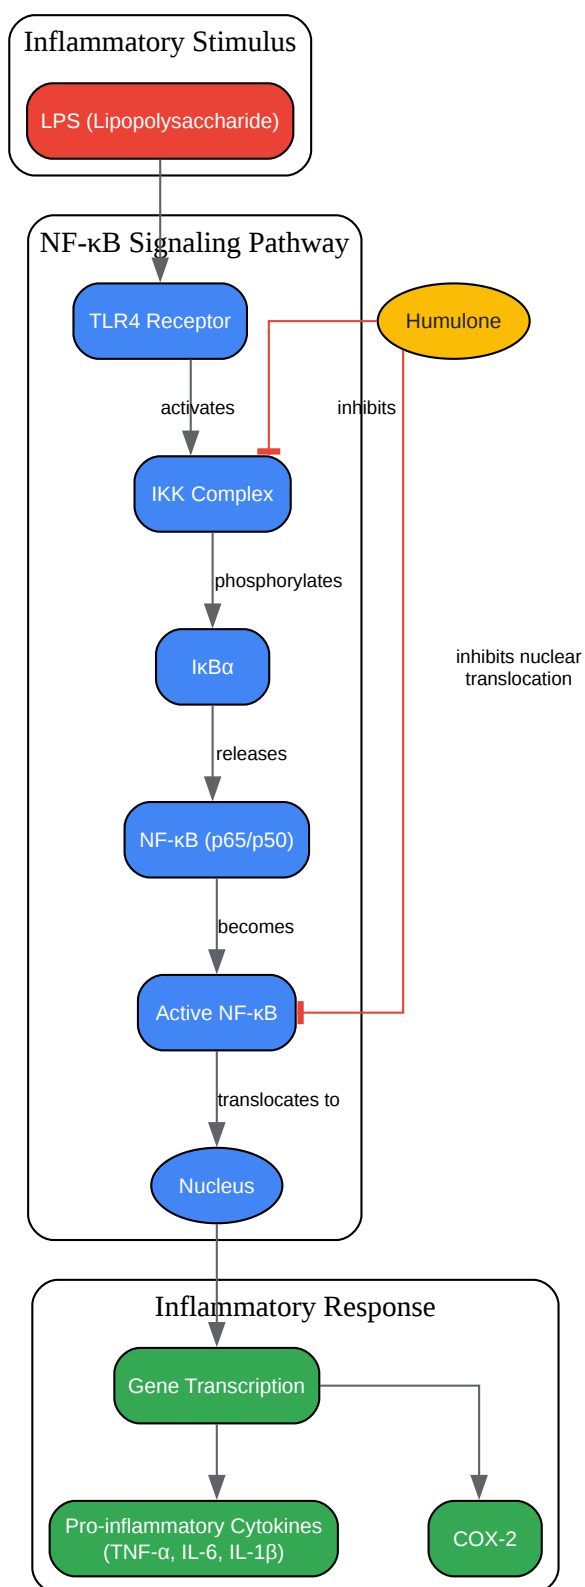 Inflammatory Stimulus
LPS (Lipopolysaccharide)
NF-κB Signaling Pathway
TLR4 Receptor
Humulone
activates
inhibits
IKK Complex
phosphorylates
IκBα
inhibits nuclear
translocation
releases
NF-κB (p65/p50)
becomes
Active NF-κB
translocates to
Nucleus
Inflammatory Response
Gene Transcription
Pro-inflammatory Cytokines
(TNF-α, IL-6, IL-1β)
COX-2